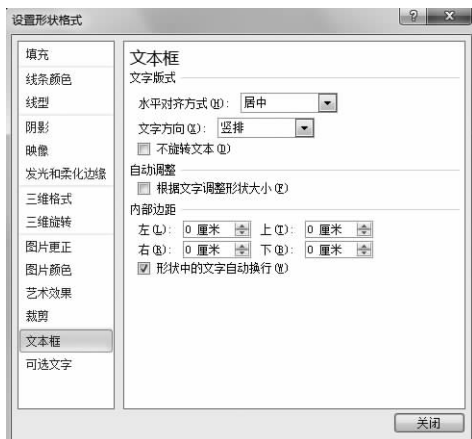 设置形状格式
填充
线条颜色
线型
阴影
映像
发光和柔化边缘
三维格式
三维旋转
图片更正
图片颜色
艺术效果
裁剪
文本框
可选文字
文本框
文字版式
水平对齐方式(H): 居中
文字方向(X): 竖排
不旋转文本(D)
自动调整
根据文字调整形状大小(F)
内部边距
左(L): 0 厘米 上(T): 0 厘米
右(R): 0 厘米 下(B): 0 厘米
形状中的文字自动换行(W)
关闭